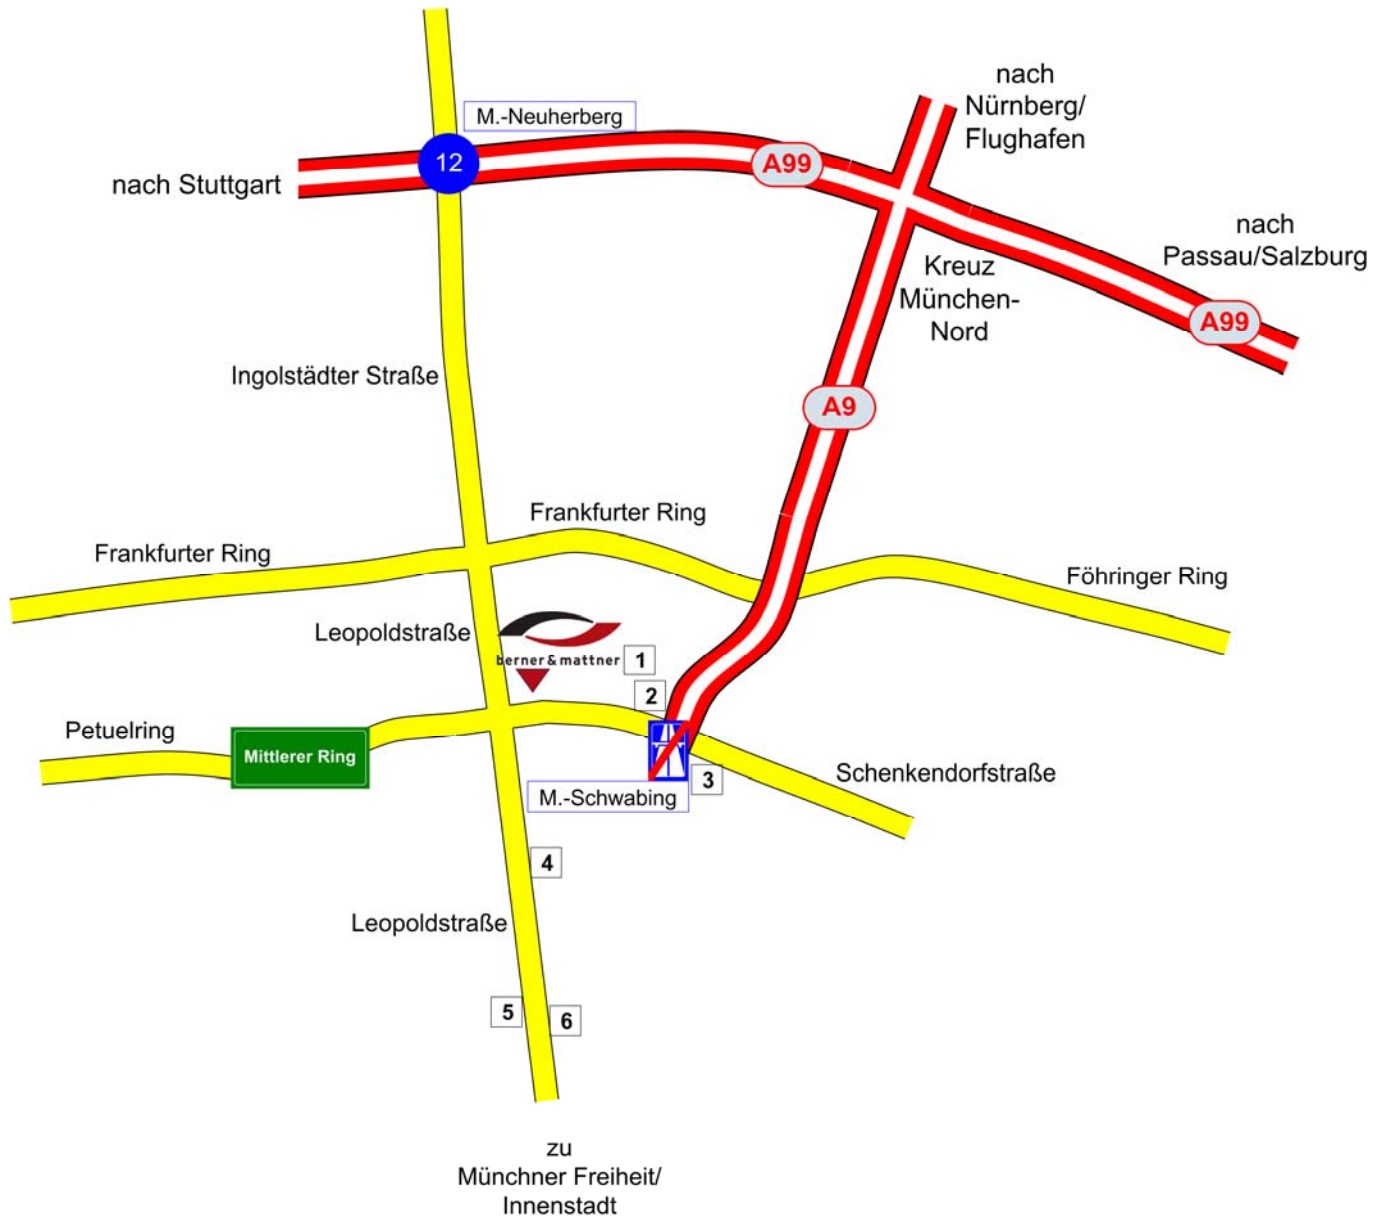 nach
Nürnberg/
Flughafen
M.-Neuherberg
12
A99
nach Stuttgart
nach
Passau/Salzburg
Kreuz
München-
Nord
A99
Ingolstädter Straße
A9
Frankfurter Ring
Frankfurter Ring
Föhringer Ring
Leopoldstraße
berner & mattner
1
2
Petuelring
Mittlerer Ring
Schenkendorfstraße
3
M.-Schwabing
4
Leopoldstraße
5
6
zu
Münchner Freiheit/
Innenstadt